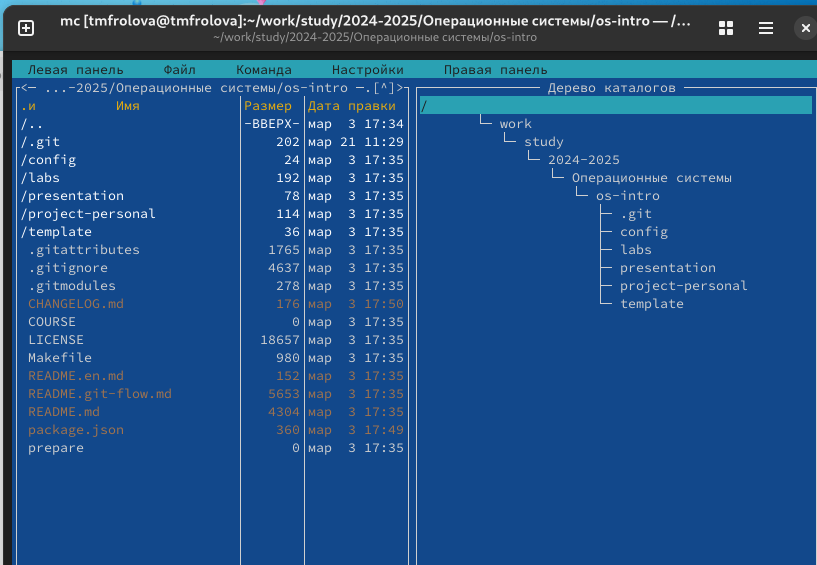 mc [tmfrolova@tmfrolova]:~/work/study/2024-2025/Операционные системы/os-intro — /...
~/work/study/2024-2025/Операционные системы/os-intro
Левая панель Файл Команда Настройки Правая панель
<— ...-2025/Операционные системы/os-intro —.[^]>
.и Имя Размер Дата правки
/.. -ВВЕРХ- мар 3 17:34
/.git 202 мар 21 11:29
/config 24 мар 3 17:35
/labs 192 мар 3 17:35
/presentation 78 мар 3 17:35
/project-personal 114 мар 3 17:35
/template 36 мар 3 17:35
.gitattributes 1765 мар 3 17:35
.gitignore 4637 мар 3 17:35
.gitmodules 278 мар 3 17:35
CHANGELOG.md 176 мар 3 17:50
COURSE 0 мар 3 17:35
LICENSE 18657 мар 3 17:35
Makefile 980 мар 3 17:35
README.en.md 152 мар 3 17:35
README.git-flow.md 5653 мар 3 17:35
README.md 4304 мар 3 17:35
package.json 360 мар 3 17:49
prepare 0 мар 3 17:35
Дерево каталогов
/
work
study
2024-2025
Операционные системы
os-intro
.git
config
labs
presentation
project-personal
template